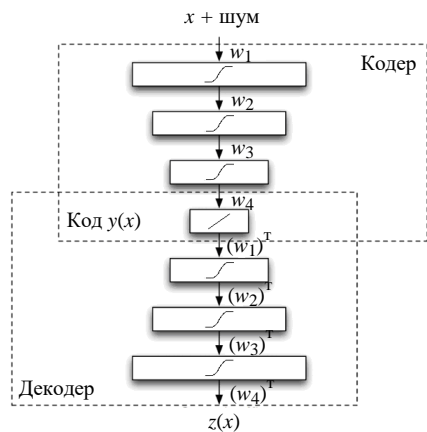 x + шум
w₁
Кодер
w₂
w₃
w₄
Код y(x)
(w₁)ᵀ
(w₂)ᵀ
(w₃)ᵀ
Декодер
(w₄)ᵀ
z(x)